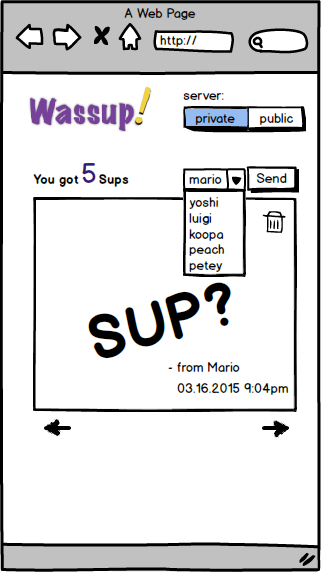 A Web Page
http://
server:
Wassup!
private public
You got 5 Sups
mario Send
yoshi
luigi
koopa
peach
petey
SUP?
- from Mario
03.16.2015 9:04pm